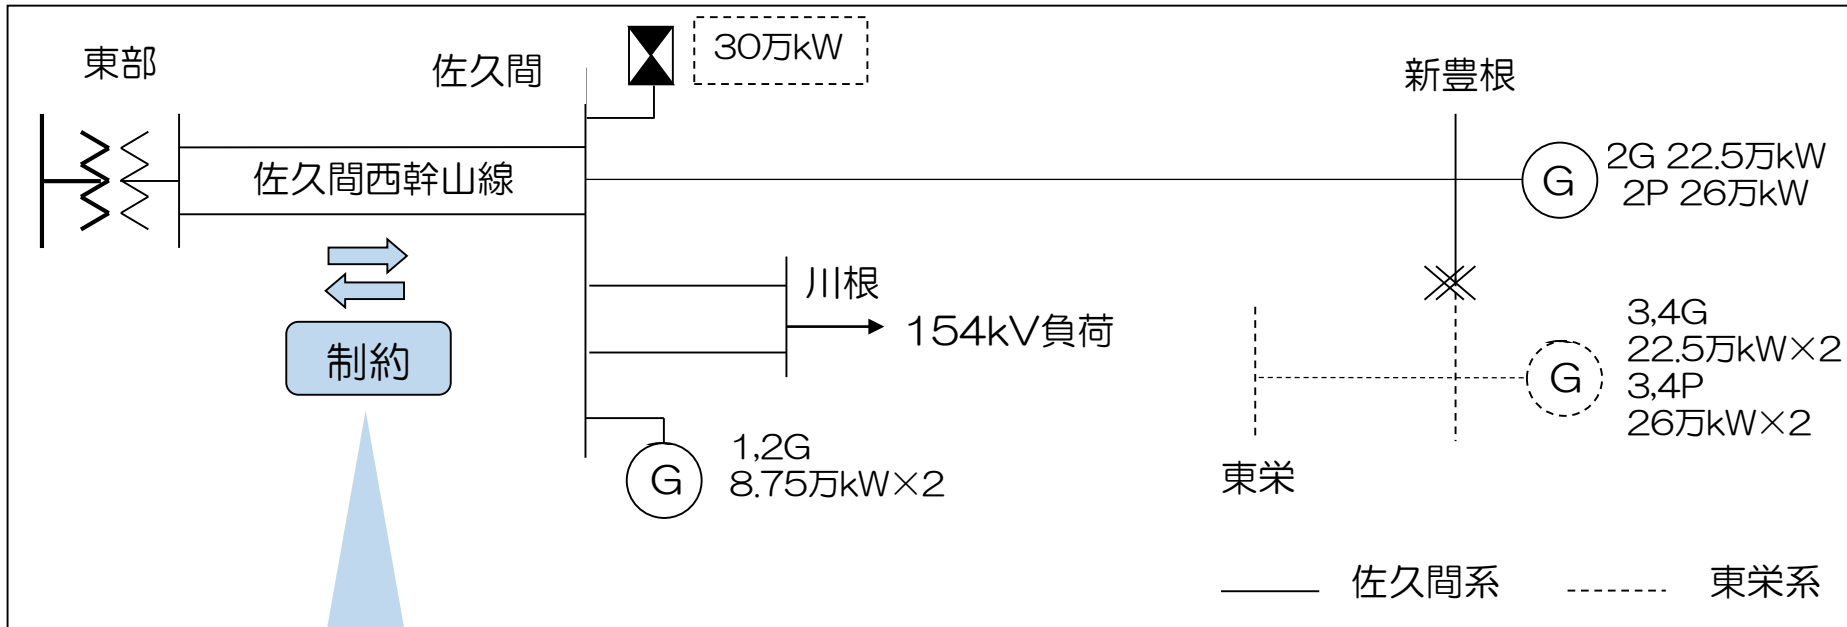 東部
佐久間
30万kW
新豊根
佐久間西幹山線
G
2G 22.5万kW
2P 26万kW
制約
川根
154kV負荷
G
3,4G
22.5万kW×2
3,4P
26万kW×2
G
1,2G
8.75万kW×2
東栄
佐久間系
東栄系